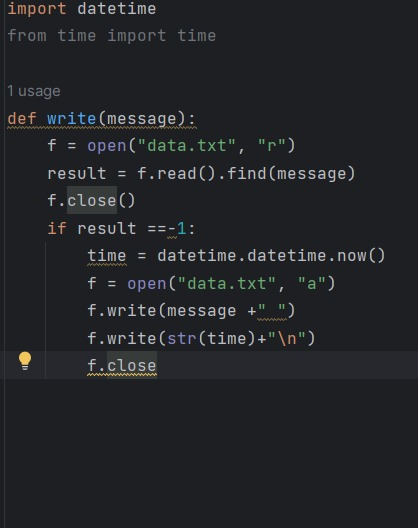 import datetime
from time import time
1 usage
def write(message):
    f = open("data.txt", "r")
    result = f.read().find(message)
    f.close()
    if result ==-1:
        time = datetime.datetime.now()
        f = open("data.txt", "a")
        f.write(message +" ")
        f.write(str(time)+"\n")
        f.close